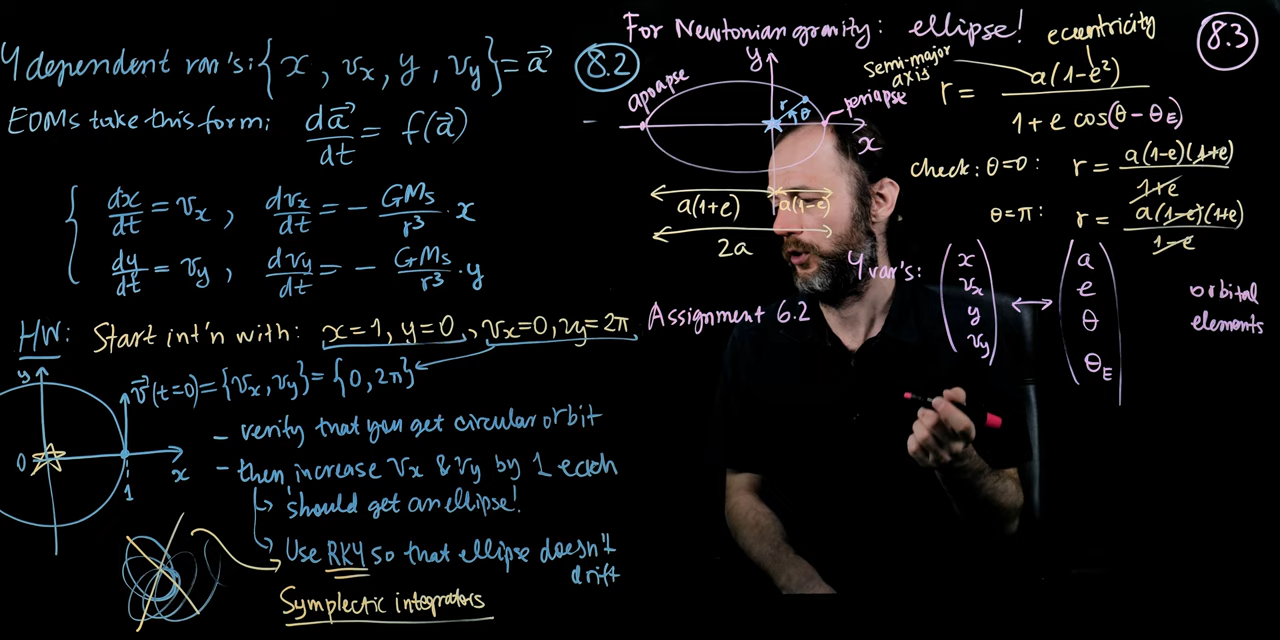 4 dependent var's: { x , vx , y , vy } = a⃗
8.2
EOMs take this form: da⃗/dt = f(a⃗)
dx/dt = vx , dvx/dt = - GMs/r³ · x
dy/dt = vy , dvy/dt = - GMs/r³ · y
HW: Start int'n with: x=1, y=0 , vx=0, vy=2π
y
v⃗(t=0) = {vx, vy} = {0, 2π}
0
x
1
- verify that you get circular orbit
- then increase vx & vy by 1 each
↳ should get an ellipse!
↳ Use RK4 so that ellipse doesn't
drift
Symplectic integrators
For Newtonian gravity: ellipse!
8.3
eccentricity
Semi-major
axis
r = a(1-e²) / 1+e cos(θ-θE)
y
apoapse
r
θ
periapse
x
a(1+e)
a(1-e)
2a
check: θ=0: r = a(1-e)(1+e) / 1+e
θ=π: r = a(1-e)(1+e) / 1-e
4 var's: ( x vx y vy ) ↔ ( a e θ θE )
orbital
elements
Assignment 6.2